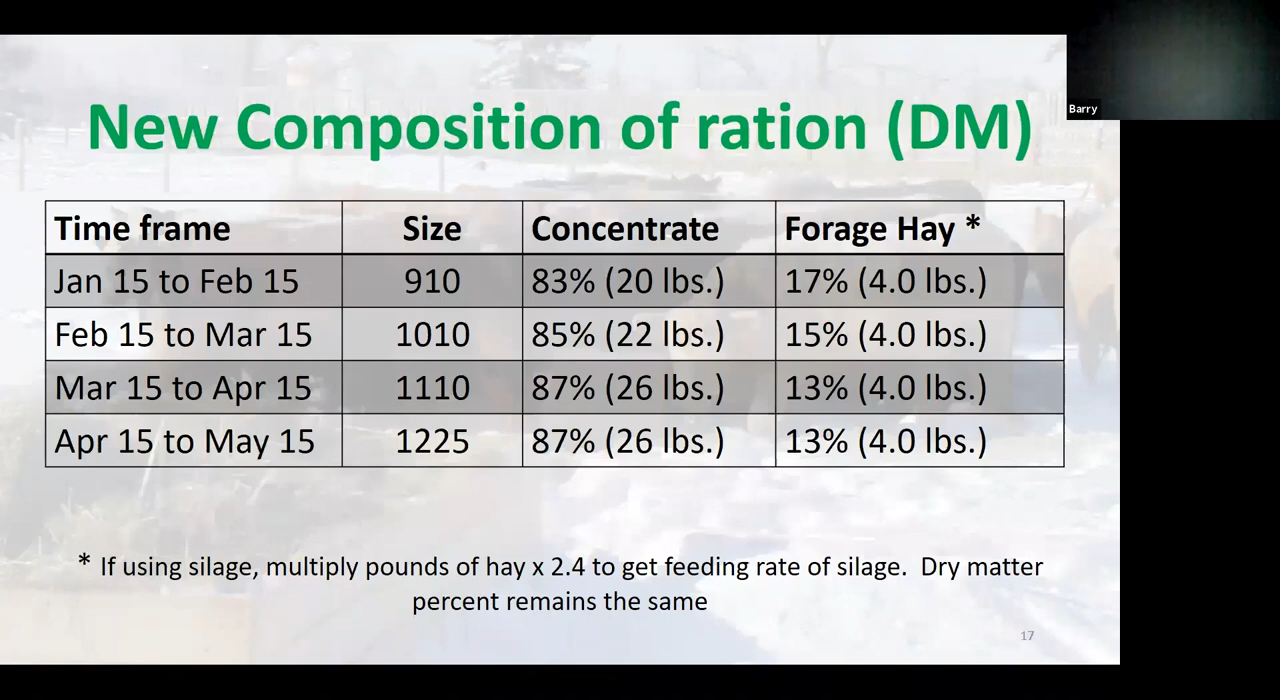 Barry
New Composition of ration (DM)
Time frame Size Concentrate Forage Hay *
Jan 15 to Feb 15 910 83% (20 lbs.) 17% (4.0 lbs.)
Feb 15 to Mar 15 1010 85% (22 lbs.) 15% (4.0 lbs.)
Mar 15 to Apr 15 1110 87% (26 lbs.) 13% (4.0 lbs.)
Apr 15 to May 15 1225 87% (26 lbs.) 13% (4.0 lbs.)
* If using silage, multiply pounds of hay x 2.4 to get feeding rate of silage. Dry matter
percent remains the same
17